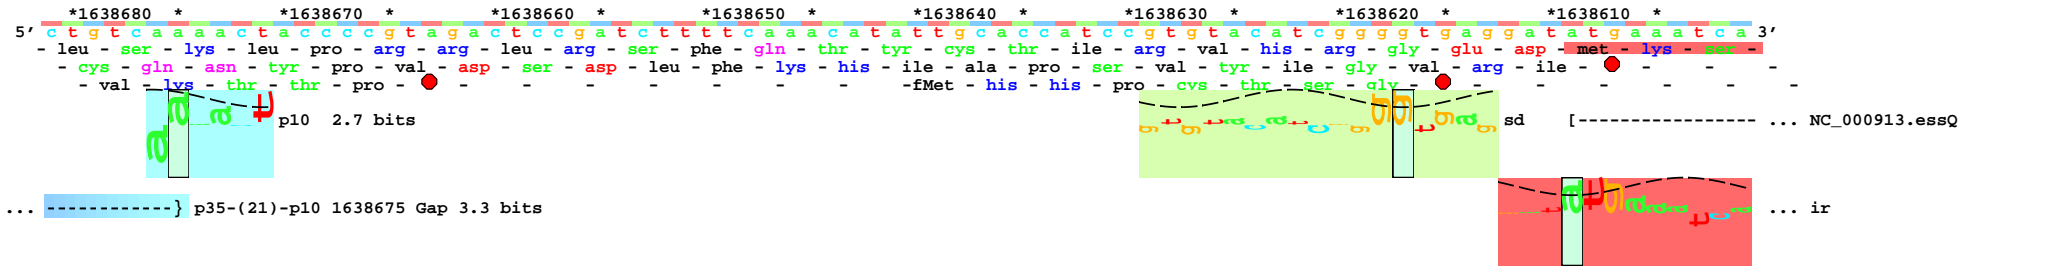 *1638680 * *1638670 * *1638660 * *1638650 * *1638640 * *1638630 * *1638620 * *1638610 *
5' c t g t c a a a a c t a c c c c g t a g a c t c c g a t c t t t t c a a a c a t a t t g c a c c a t c c g t g t a c a t c g g g g t g a g g a t a t g a a a t c a 3'
- leu - ser - lys - leu - pro - arg - arg - leu - arg - ser - phe - gln - thr - tyr - cys - thr - ile - arg - val - his - arg - gly - glu - asp - met - lys - ser -
- cys - gln - asn - tyr - pro - val - asp - ser - asp - leu - phe - lys - his - ile - ala - pro - ser - val - tyr - ile - gly - val - arg - ile - - - -
- val - lys - thr - thr - pro - - - - - - - - -fMet - his - his - pro - cys - thr - ser - gly - - - - - -
p10 2.7 bits
sd [----------------- ... NC_000913.essQ
... ------------} p35-(21)-p10 1638675 Gap 3.3 bits
... ir